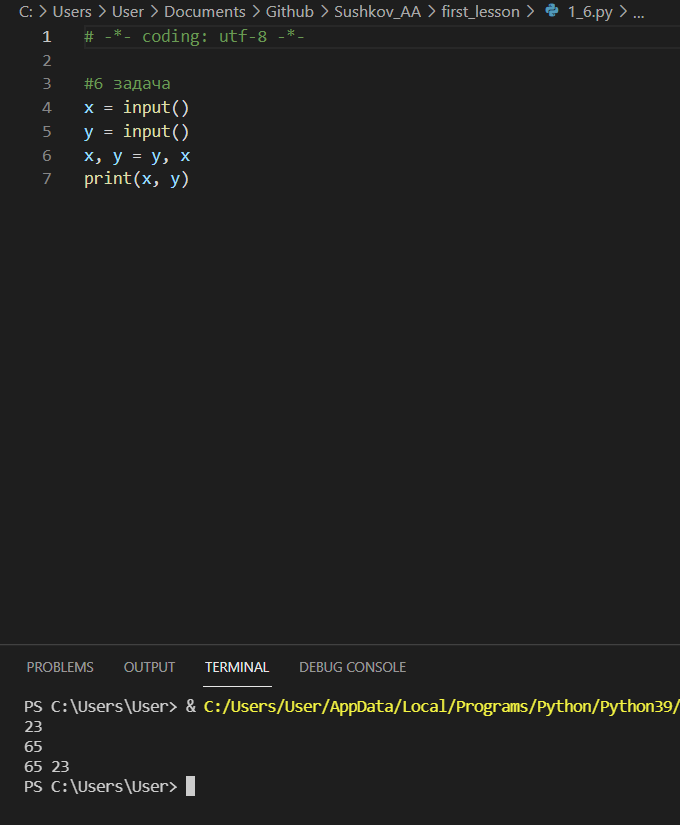 C: > Users > User > Documents > Github > Sushkov_AA > first_lesson > 1_6.py > ...
1 # -*- coding: utf-8 -*-
2
3 #6 задача
4 x = input()
5 y = input()
6 x, y = y, x
7 print(x, y)
PROBLEMS OUTPUT TERMINAL DEBUG CONSOLE
PS C:\Users\User> & C:/Users/User/AppData/Local/Programs/Python/Python39/
23
65
65 23
PS C:\Users\User>